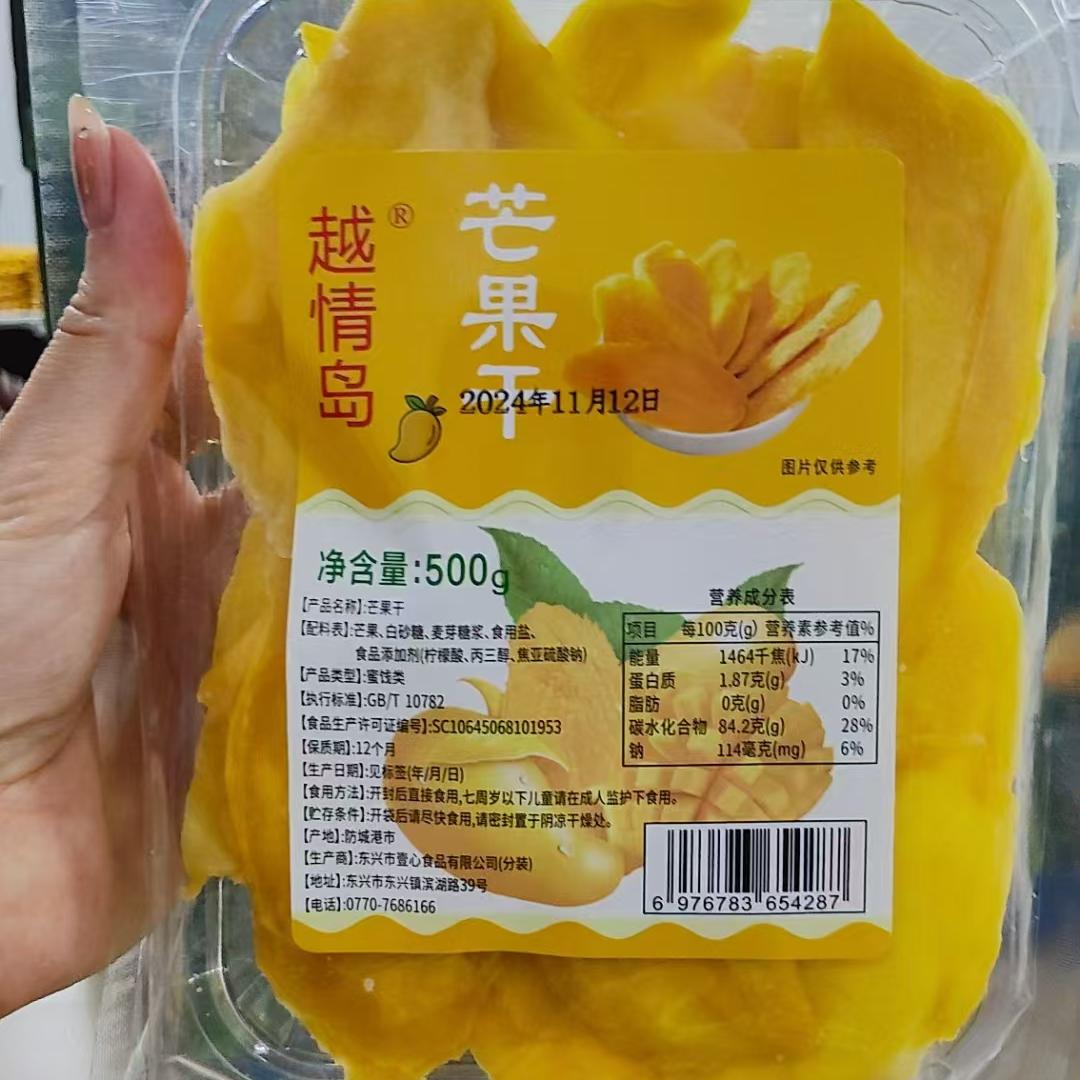 越情岛®
芒果干
2024年11月12日
图片仅供参考
净含量:500g
【产品名称】:芒果干
【配料表】:芒果、白砂糖、麦芽糖浆、食用盐、
食品添加剂(柠檬酸、丙三醇、焦亚硫酸钠)
【产品类型】:蜜饯类
【执行标准】:GB/T 10782
【食品生产许可证编号】:SC10645068101953
【保质期】:12个月
【生产日期】:见标签(年/月/日)
【食用方法】:开封后直接食用,七周岁以下儿童请在成人监护下食用。
【贮存条件】:开袋后请尽快食用,请密封置于阴凉干燥处。
【产地】:防城港市
【生产商】:东兴市壹心食品有限公司(分装)
【地址】:东兴市东兴镇滨湖路39号
【电话】:0770-7686166
营养成分表
项目 每100克(g) 营养素参考值%
能量 1464千焦(kJ) 17%
蛋白质 1.87克(g) 3%
脂肪 0克(g) 0%
碳水化合物 84.2克(g) 28%
钠 114毫克(mg) 6%
6 976783 654287